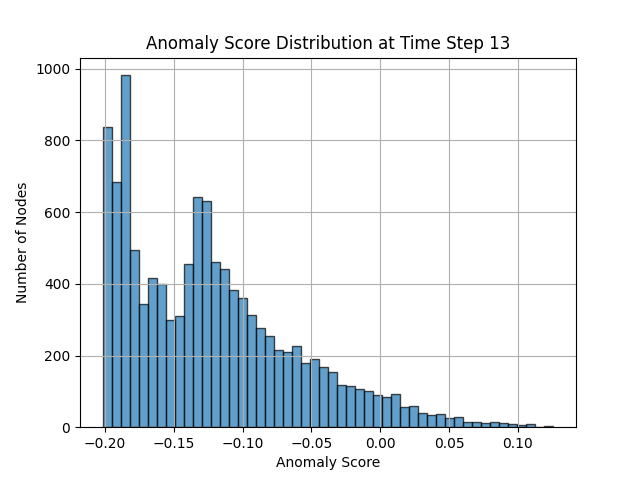 Anomaly Score Distribution at Time Step 13
1000
800
600
400
200
0
Number of Nodes
−0.20 −0.15 −0.10 −0.05 0.00 0.05 0.10
Anomaly Score